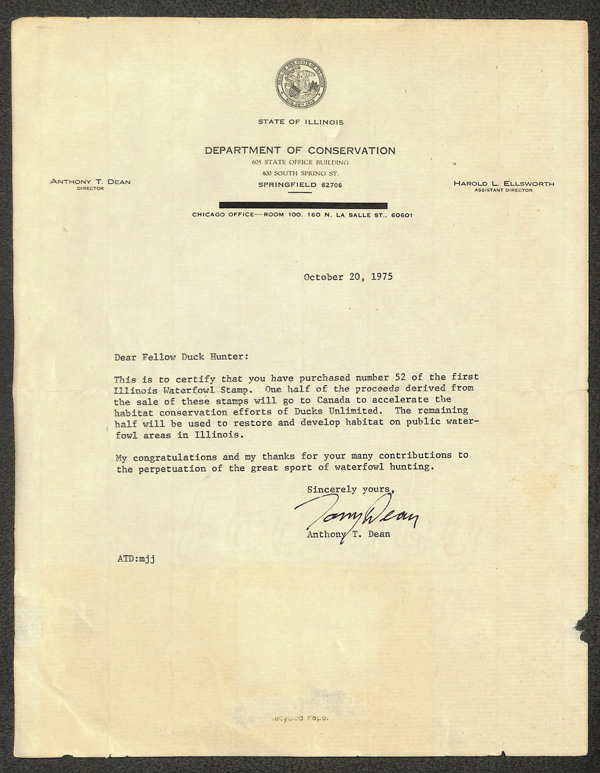 STATE OF ILLINOIS
DEPARTMENT OF CONSERVATION
605 STATE OFFICE BUILDING
400 SOUTH SPRING ST.
SPRINGFIELD 62706
ANTHONY T. DEAN
DIRECTOR
HAROLD L. ELLSWORTH
ASSISTANT DIRECTOR
CHICAGO OFFICE—ROOM 100, 160 N. LA SALLE ST., 60601
October 20, 1975
Dear Fellow Duck Hunter:
This is to certify that you have purchased number 52 of the first
Illinois Waterfowl Stamp. One half of the proceeds derived from
the sale of these stamps will go to Canada to accelerate the
habitat conservation efforts of Ducks Unlimited. The remaining
half will be used to restore and develop habitat on public water-
fowl areas in Illinois.
My congratulations and my thanks for your many contributions to
the perpetuation of the great sport of waterfowl hunting.
Sincerely yours,
Tony Dean
Anthony T. Dean
ATD:mjj